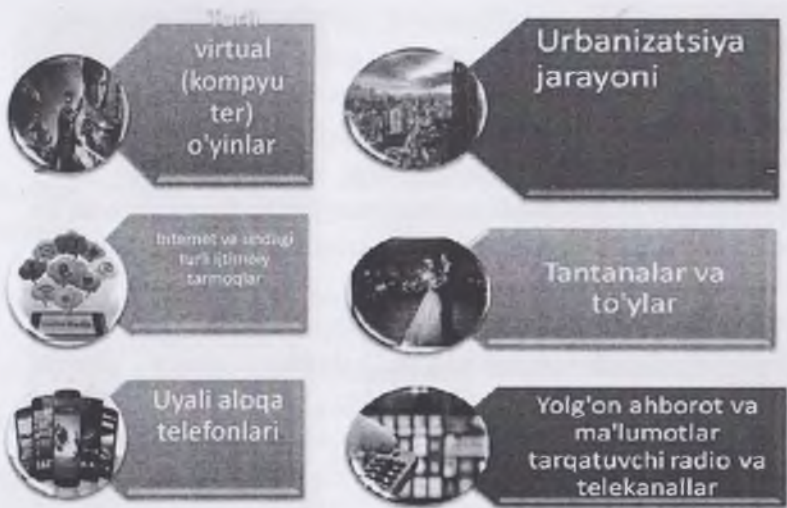 Turli
virtual
(kompyu
ter)
o'yinlar
Urbanizatsiya
jarayoni
Internet va undagi
turli ijtimoiy
tarmoqlar
Tantanalar va
to'ylar
Uyali aloqa
telefonlari
Yolg'on ahborot va
ma'lumotlar
tarqatuvchi radio va
telekanallar